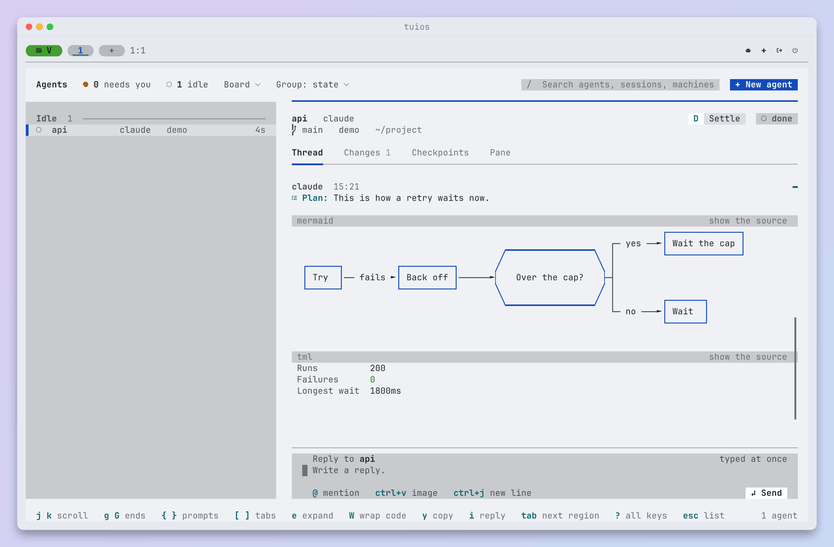 tuios
V 1 + 1:1
Agents 0 needs you 1 idle Board Group: state / Search agents, sessions, machines + New agent
Idle 1
api claude demo 4s
api claude
main demo ~/project
D Settle done
Thread Changes 1 Checkpoints Pane
claude 15:21
Plan: This is how a retry waits now.
mermaid show the source
Try
fails
Back off
Over the cap?
yes
Wait the cap
no
Wait
tml show the source
Runs 200
Failures 0
Longest wait 1800ms
Reply to api typed at once
Write a reply.
@ mention ctrl+v image ctrl+j new line ↲ Send
j k scroll g G ends { } prompts [ ] tabs e expand W wrap code y copy i reply tab next region ? all keys esc list 1 agent